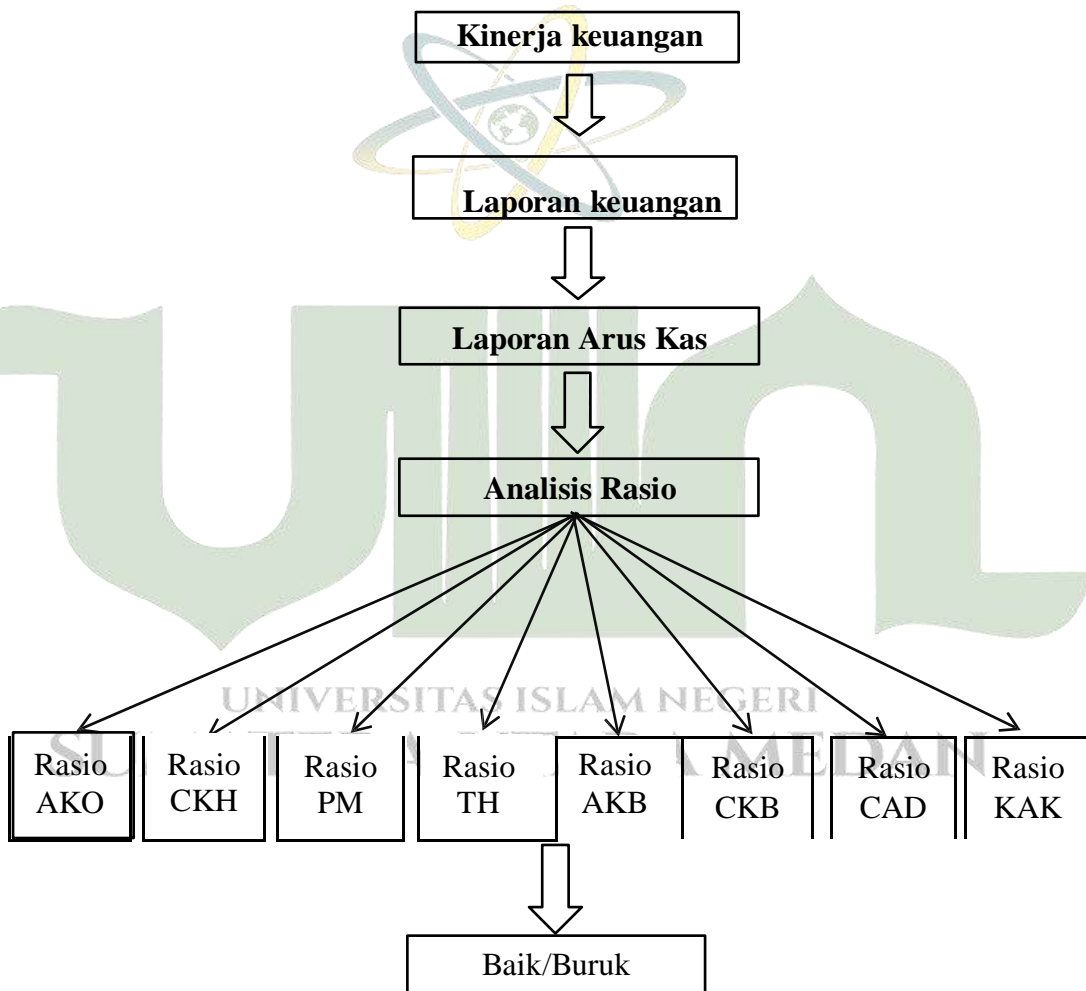 Kinerja keuangan
Laporan keuangan
Laporan Arus Kas
Analisis Rasio
UNIVERSITAS ISLAM NEGERI
MEDAN
Rasio
AKO
Rasio
CKH
Rasio
PM
Rasio
TH
Rasio
AKB
Rasio
CKB
Rasio
CAD
Rasio
KAK
Baik/Buruk